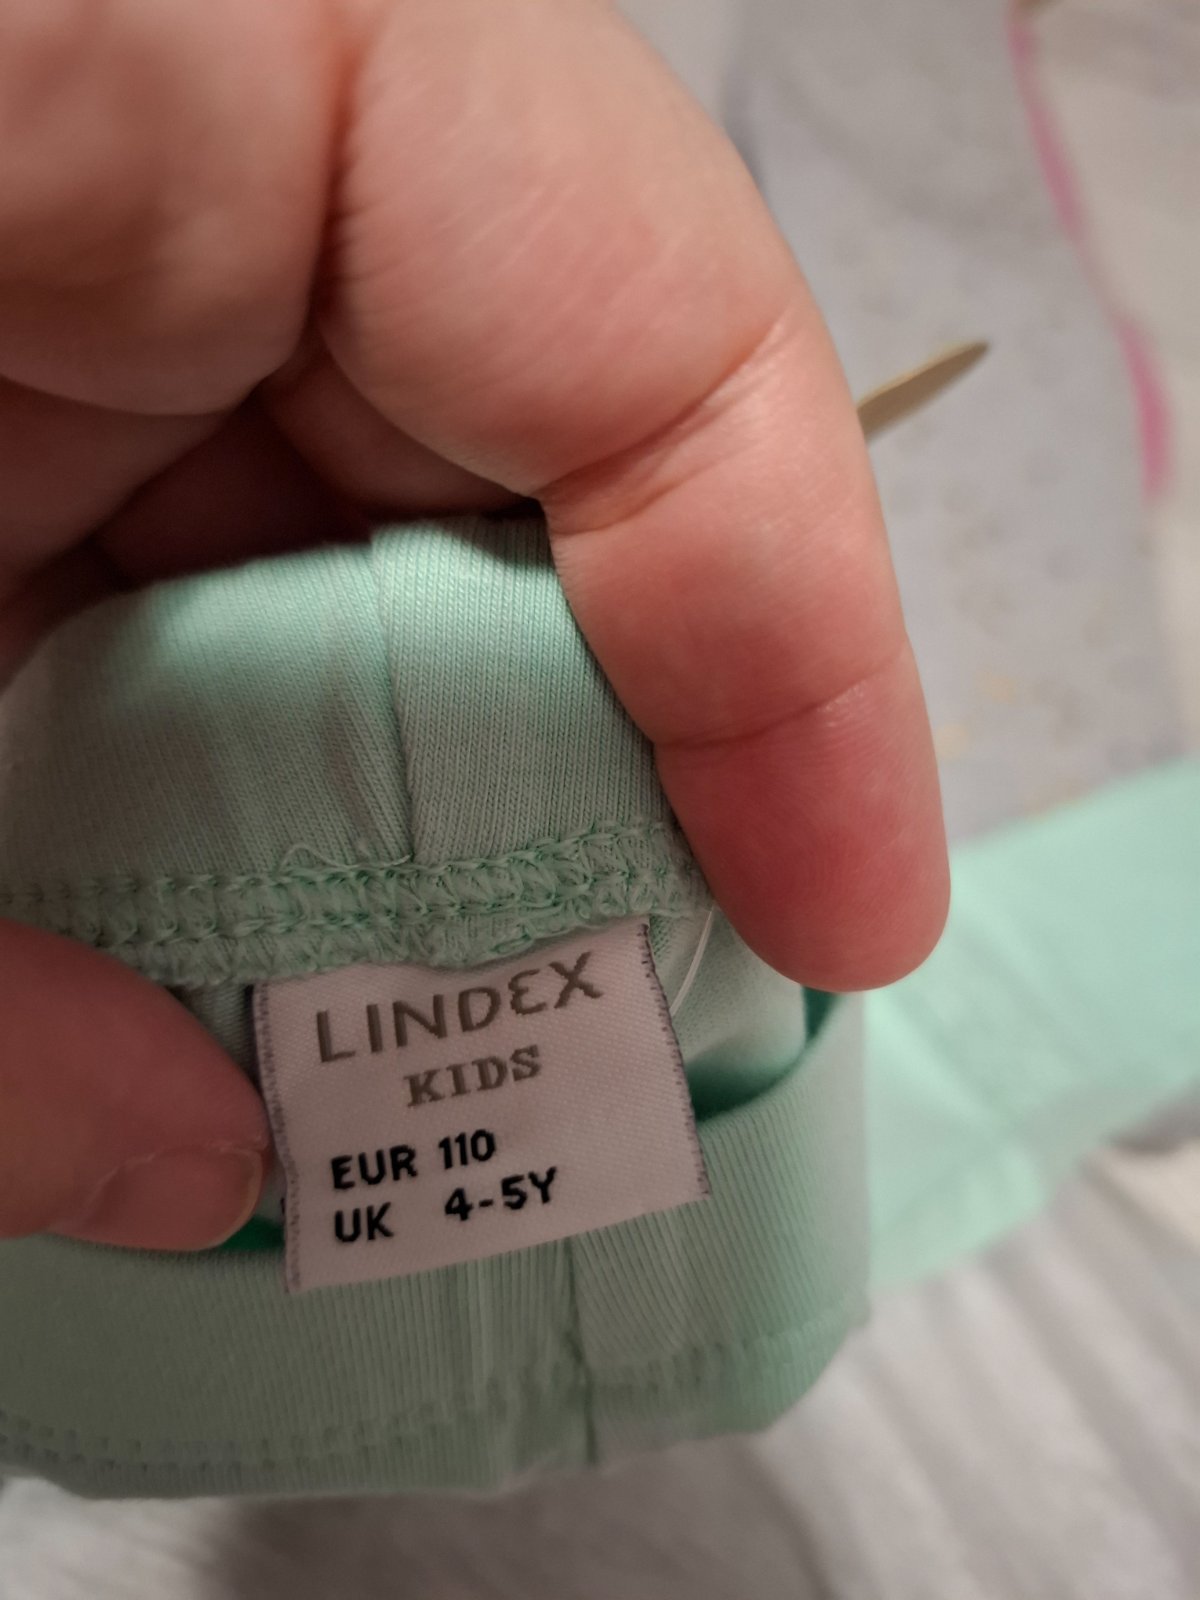 LINDEX
KIDS
EUR 110
UK 4-5Y